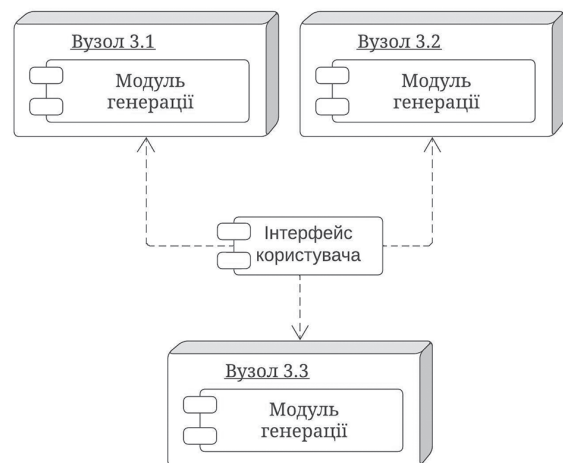 Вузол 3.1
Модуль
генерації
Вузол 3.2
Модуль
генерації
Інтерфейс
користувача
Вузол 3.3
Модуль
генерації